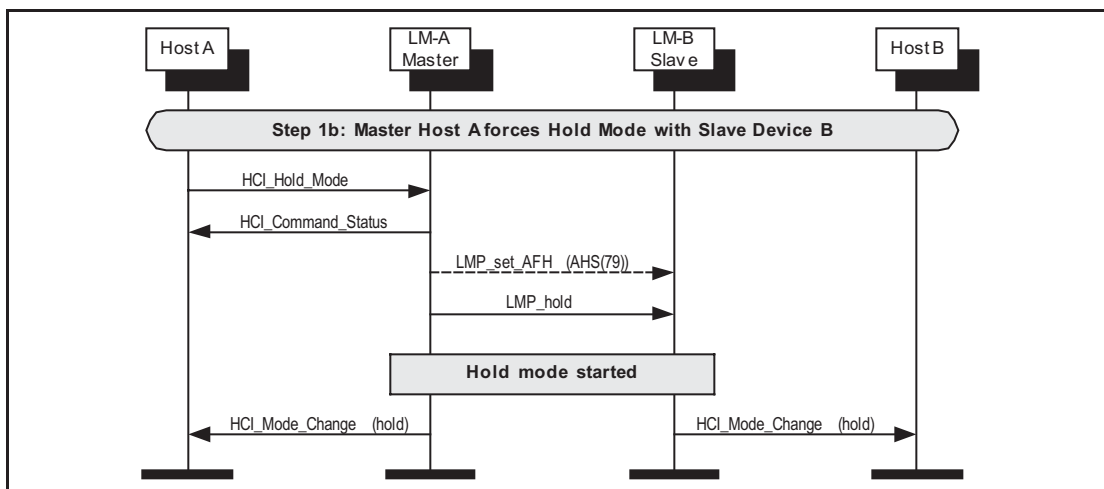 Host A
LM-A
Master
LM-B
Slave
Host B
Step 1b: Master Host A forces Hold Mode with Slave Device B
HCI_Hold_Mode
HCI_Command_Status
LMP_set_AFH (AHS(79))
LMP_hold
Hold mode started
HCI_Mode_Change (hold)
HCI_Mode_Change (hold)